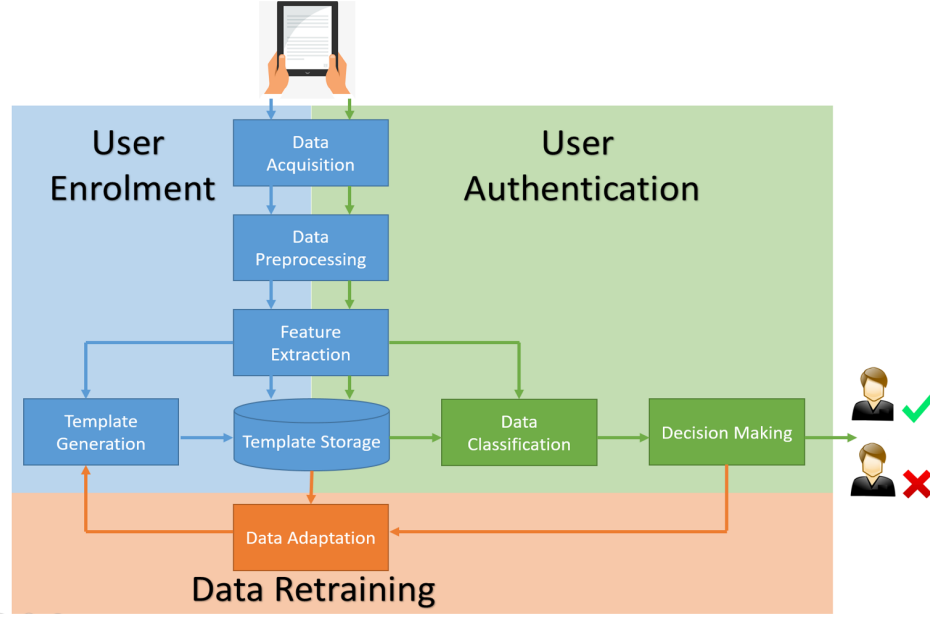 User
Enrolment
User
Authentication
Data
Acquisition
Data
Preprocessing
Feature
Extraction
Template
Generation
Template Storage
Data
Classification
Decision Making
Data Adaptation
Data Retraining